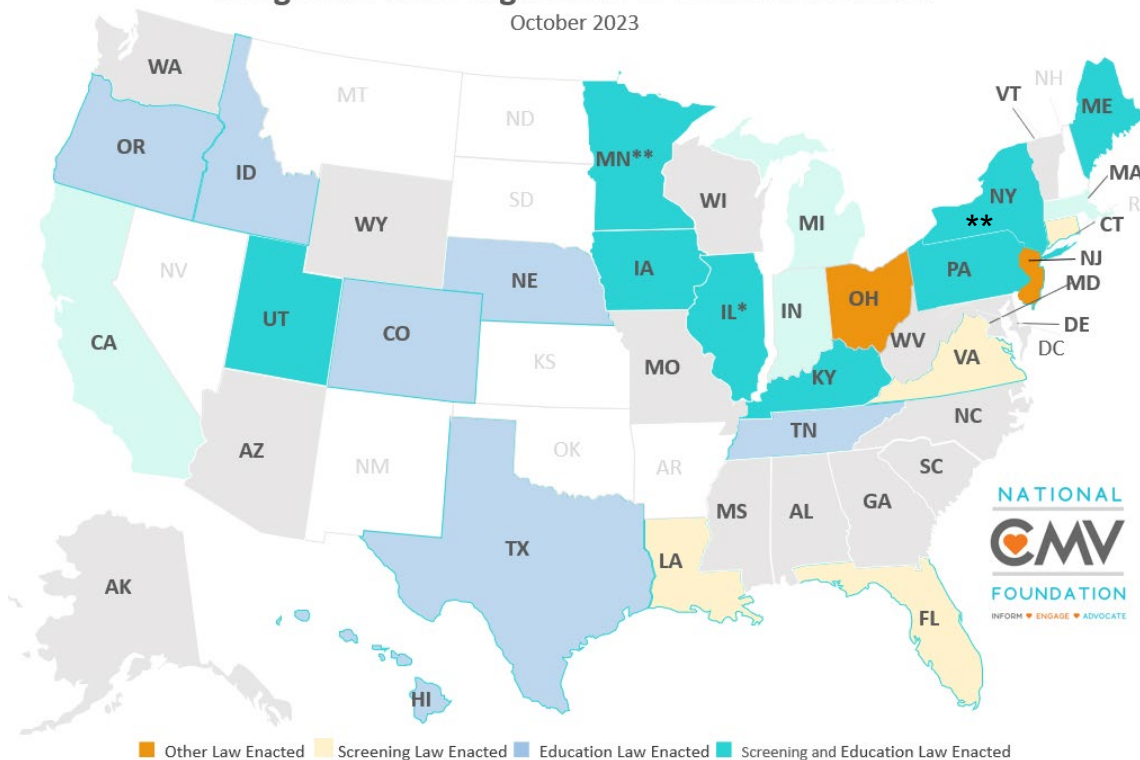 October 2023
WA
MT
ND
MN**
VT
NH
ME
OR
ID
WI
NY
MA
SD
WY
MI
**
CT
NJ
NV
NE
IA
PA
MD
UT
CO
IL*
IN
OH
WV
DE
DC
CA
KS
MO
KY
VA
AZ
NM
OK
AR
TN
NC
SC
MS
AL
GA
TX
LA
FL
AK
HI
NATIONAL
CMV
FOUNDATION
INFORM ♥ ENGAGE ♥ ADVOCATE
Other Law Enacted
Screening Law Enacted
Education Law Enacted
Screening and Education Law Enacted